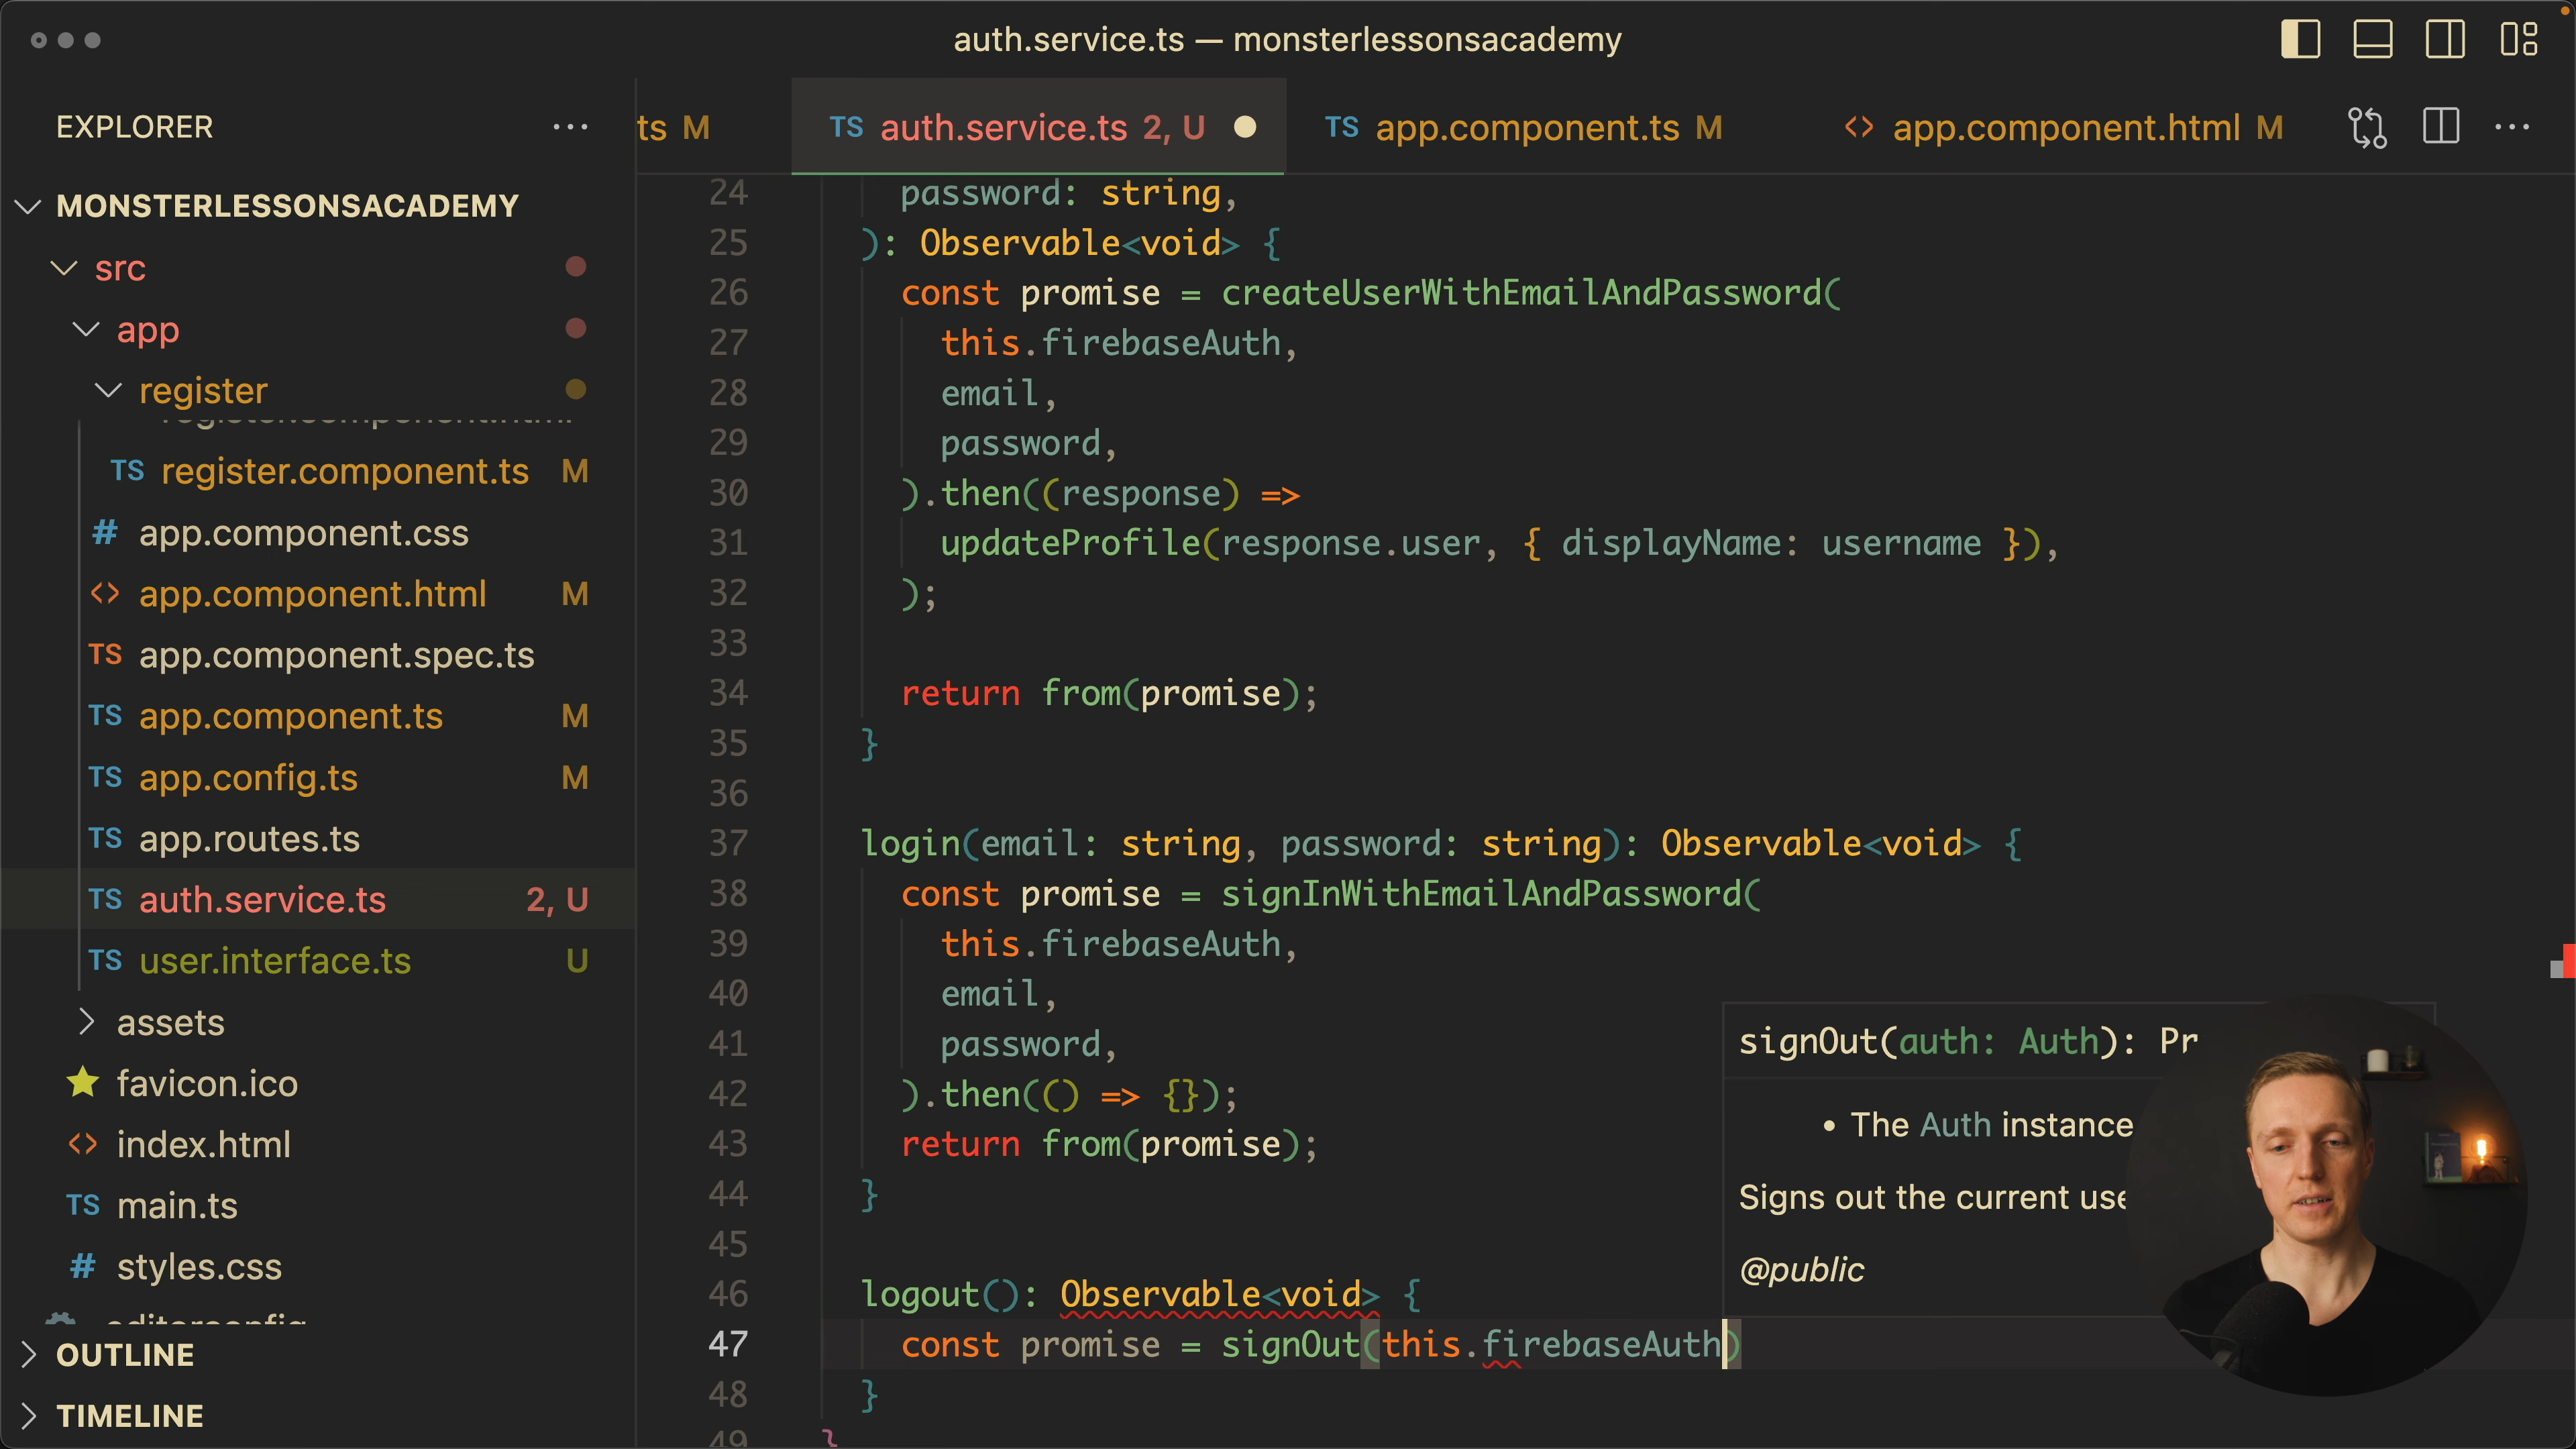 auth.service.ts — monsterlessonsacademy
EXPLORER
MONSTERLESSONSACADEMY
src
app
register
register.component.html
TS register.component.ts M
# app.component.css
<> app.component.html M
TS app.component.spec.ts
TS app.component.ts M
TS app.config.ts M
TS app.routes.ts
TS auth.service.ts 2, U
TS user.interface.ts U
assets
favicon.ico
<> index.html
TS main.ts
# styles.css
.editorconfig
OUTLINE
TIMELINE
ts M
TS auth.service.ts 2, U
TS app.component.ts M
<> app.component.html M
24 password: string,
25 ): Observable<void> {
26 const promise = createUserWithEmailAndPassword(
27 this.firebaseAuth,
28 email,
29 password,
30 ).then((response) =>
31 updateProfile(response.user, { displayName: username }),
32 );
33
34 return from(promise);
35 }
36
37 login(email: string, password: string): Observable<void> {
38 const promise = signInWithEmailAndPassword(
39 this.firebaseAuth,
40 email,
41 password,
42 ).then(() => {});
43 return from(promise);
44 }
45
46 logout(): Observable<void> {
47 const promise = signOut(this.firebaseAuth)
48 }
49 }
signOut(auth: Auth): Pr
• The Auth instance
Signs out the current use
@public